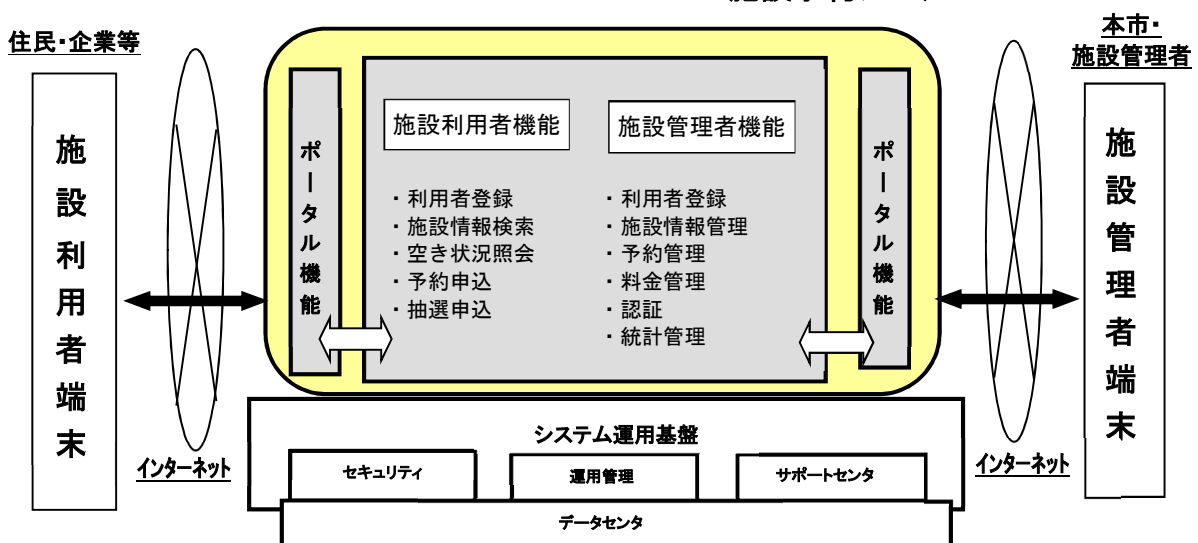 住民・企業等
本市・
施設管理者
施設利用者端末
ポータル機能
施設利用者機能
・利用者登録
・施設情報検索
・空き状況照会
・予約申込
・抽選申込
施設管理者機能
・利用者登録
・施設情報管理
・予約管理
・料金管理
・認証
・統計管理
ポータル機能
施設管理者端末
インターネット
インターネット
システム運用基盤
セキュリティ
運用管理
サポートセンタ
データセンタ